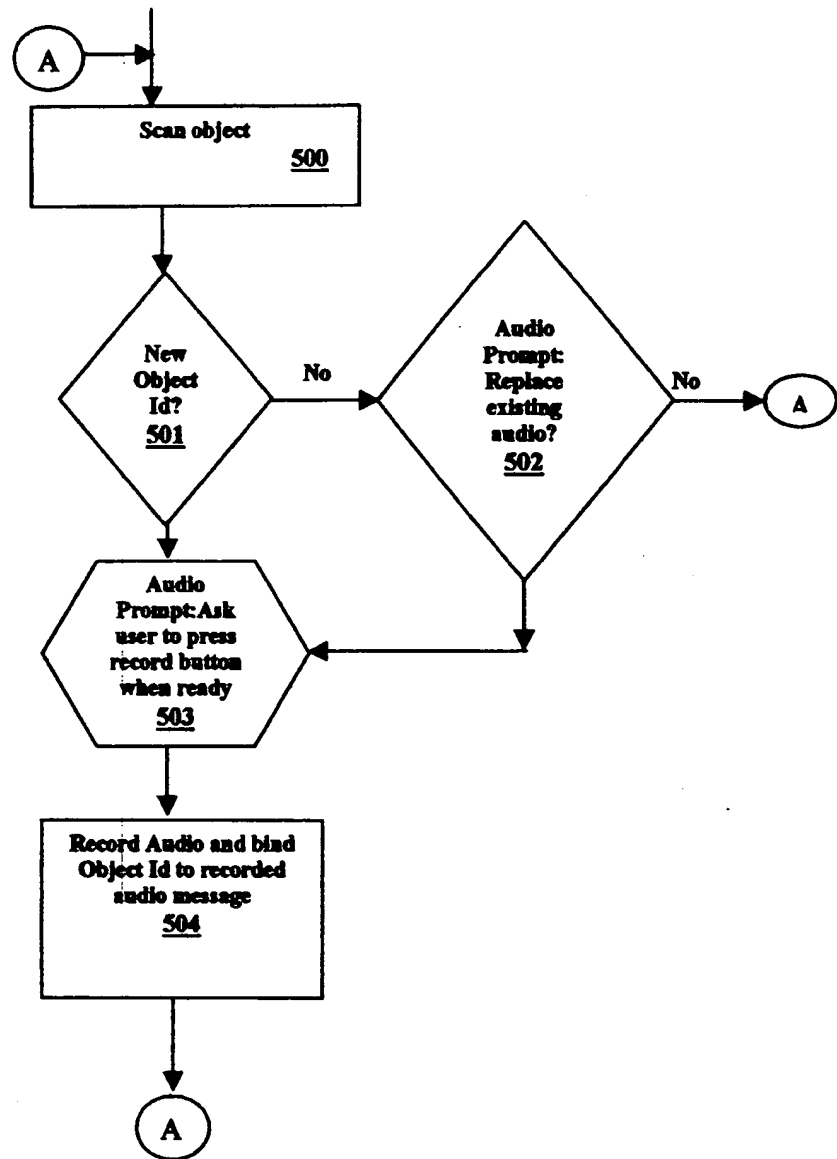 A
Scan object
500
New
Object
Id?
501
No
Audio
Prompt:
Replace
existing
audio?
502
No
A
Audio
Prompt:Ask
user to press
record button
when ready
503
Record Audio and bind
Object Id to recorded
audio message
504
A